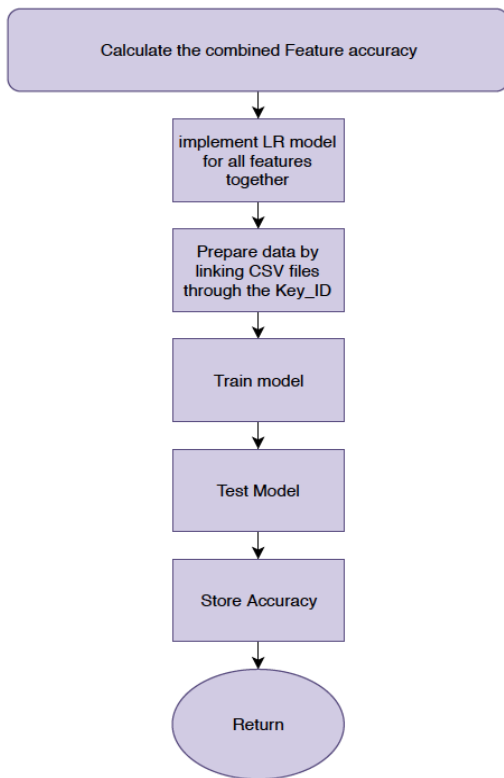 Calculate the combined Feature accuracy
implement LR model
for all features
together
Prepare data by
linking CSV files
through the Key_ID
Train model
Test Model
Store Accuracy
Return